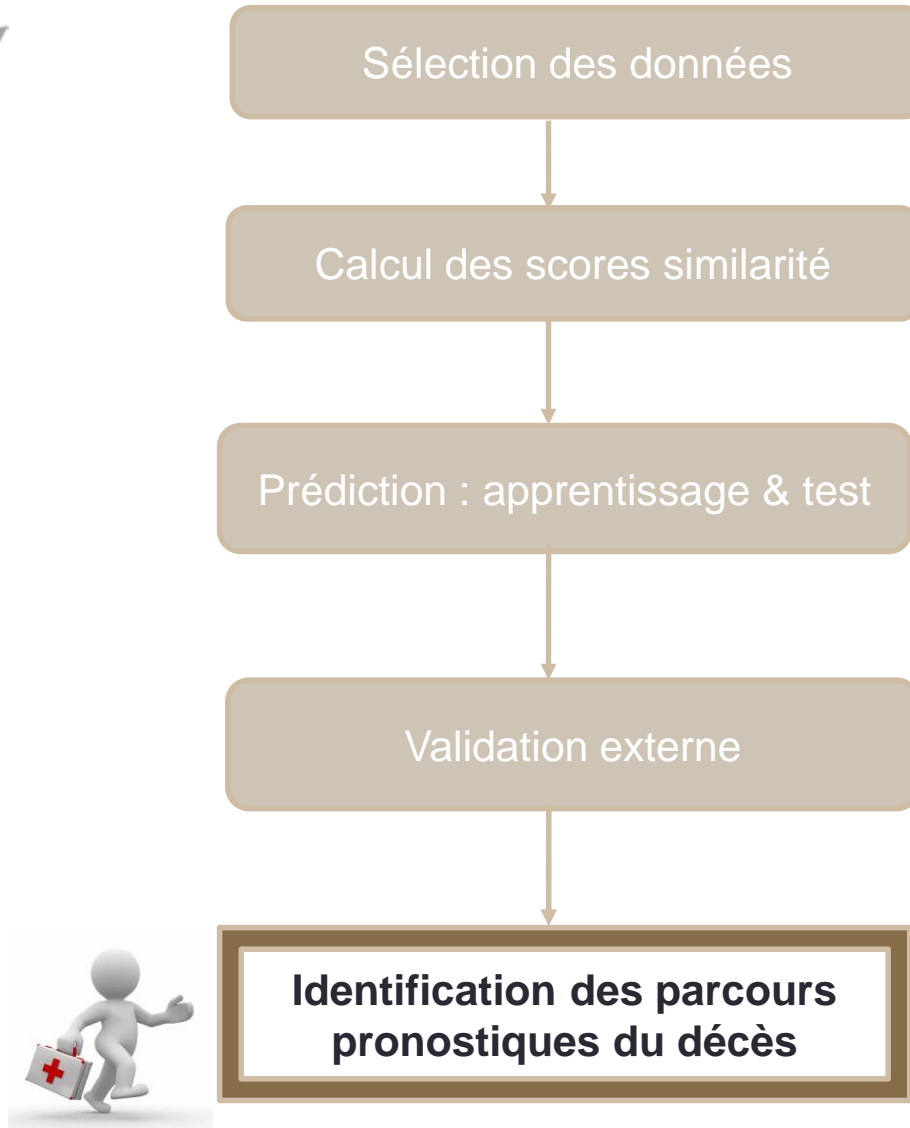 Sélection des données
Calcul des scores similarité
Prédiction : apprentissage & test
Validation externe
Identification des parcours
pronostiques du décès